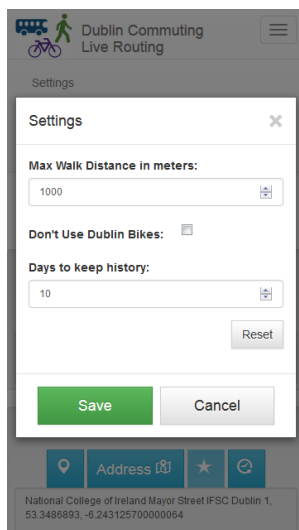 Dublin Commuting
Live Routing
Settings
Settings
×
Max Walk Distance in meters:
1000
Don't Use Dublin Bikes:
Days to keep history:
10
Reset
Save
Cancel
Address
National College of Ireland Mayor Street IFSC Dublin 1,
53.3486893, -6.243125700000064